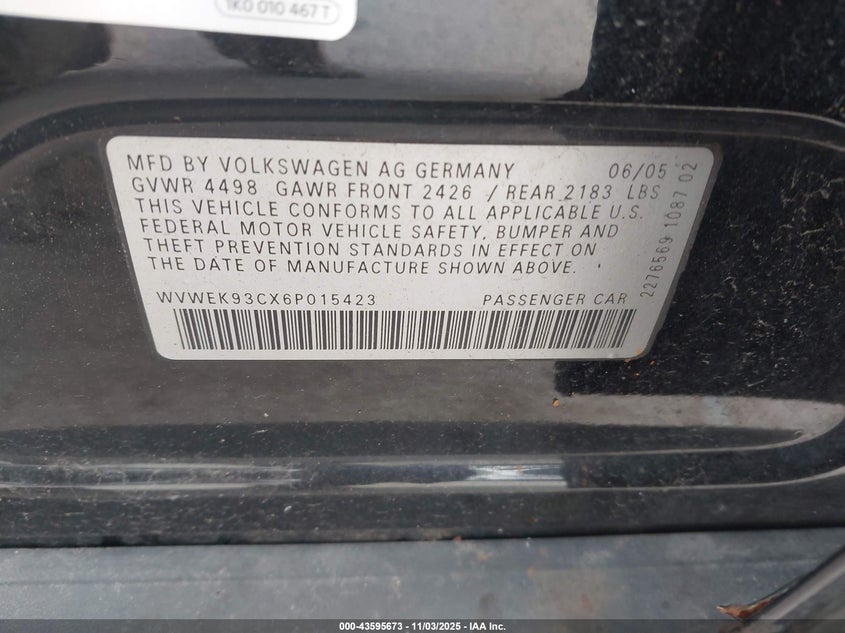 1K0 010 467 T
MFD BY VOLKSWAGEN AG GERMANY 06/05
GVWR 4498 GAWR FRONT 2426 / REAR 2183 LBS
THIS VEHICLE CONFORMS TO ALL APPLICABLE U.S.
FEDERAL MOTOR VEHICLE SAFETY, BUMPER AND
THEFT PREVENTION STANDARDS IN EFFECT ON
THE DATE OF MANUFACTURE SHOWN ABOVE.
WVWEK93CX6P015423 PASSENGER CAR
2276569 1087 02
000-43595673 - 11/03/2025 - IAA Inc.